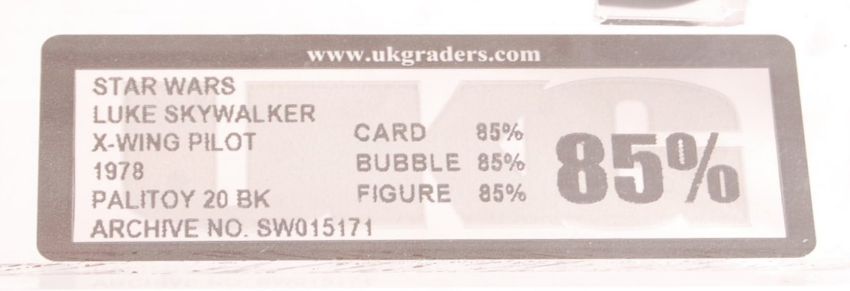 www.ukgraders.com
STAR WARS
LUKE SKYWALKER
X-WING PILOT
1978
PALITOY 20 BK
ARCHIVE NO. SW015171
CARD 85%
BUBBLE 85%
FIGURE 85%
85%
UKG